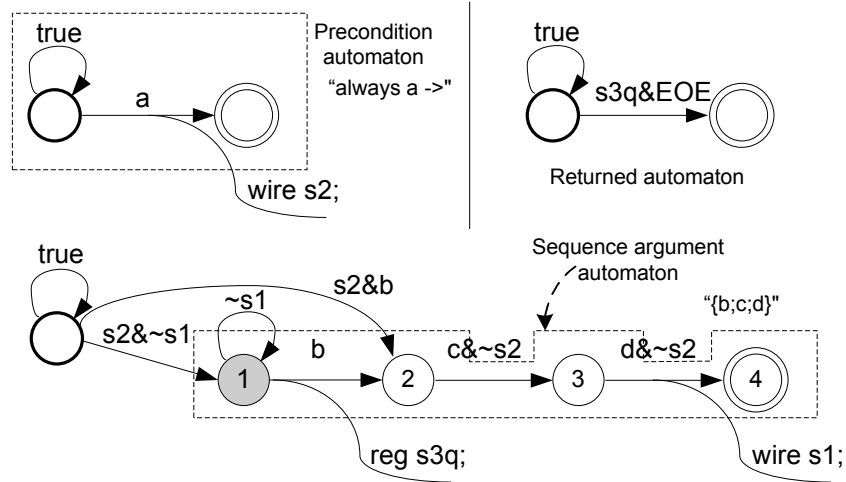 true
Precondition
automaton
"always a ->"
a
wire s2;
true
s3q&EOE
Returned automaton
true
s2&b
Sequence argument
automaton
~s1
"{b;c;d}"
s2&~s1
b
c&~s2
d&~s2
1
2
3
4
reg s3q;
wire s1;